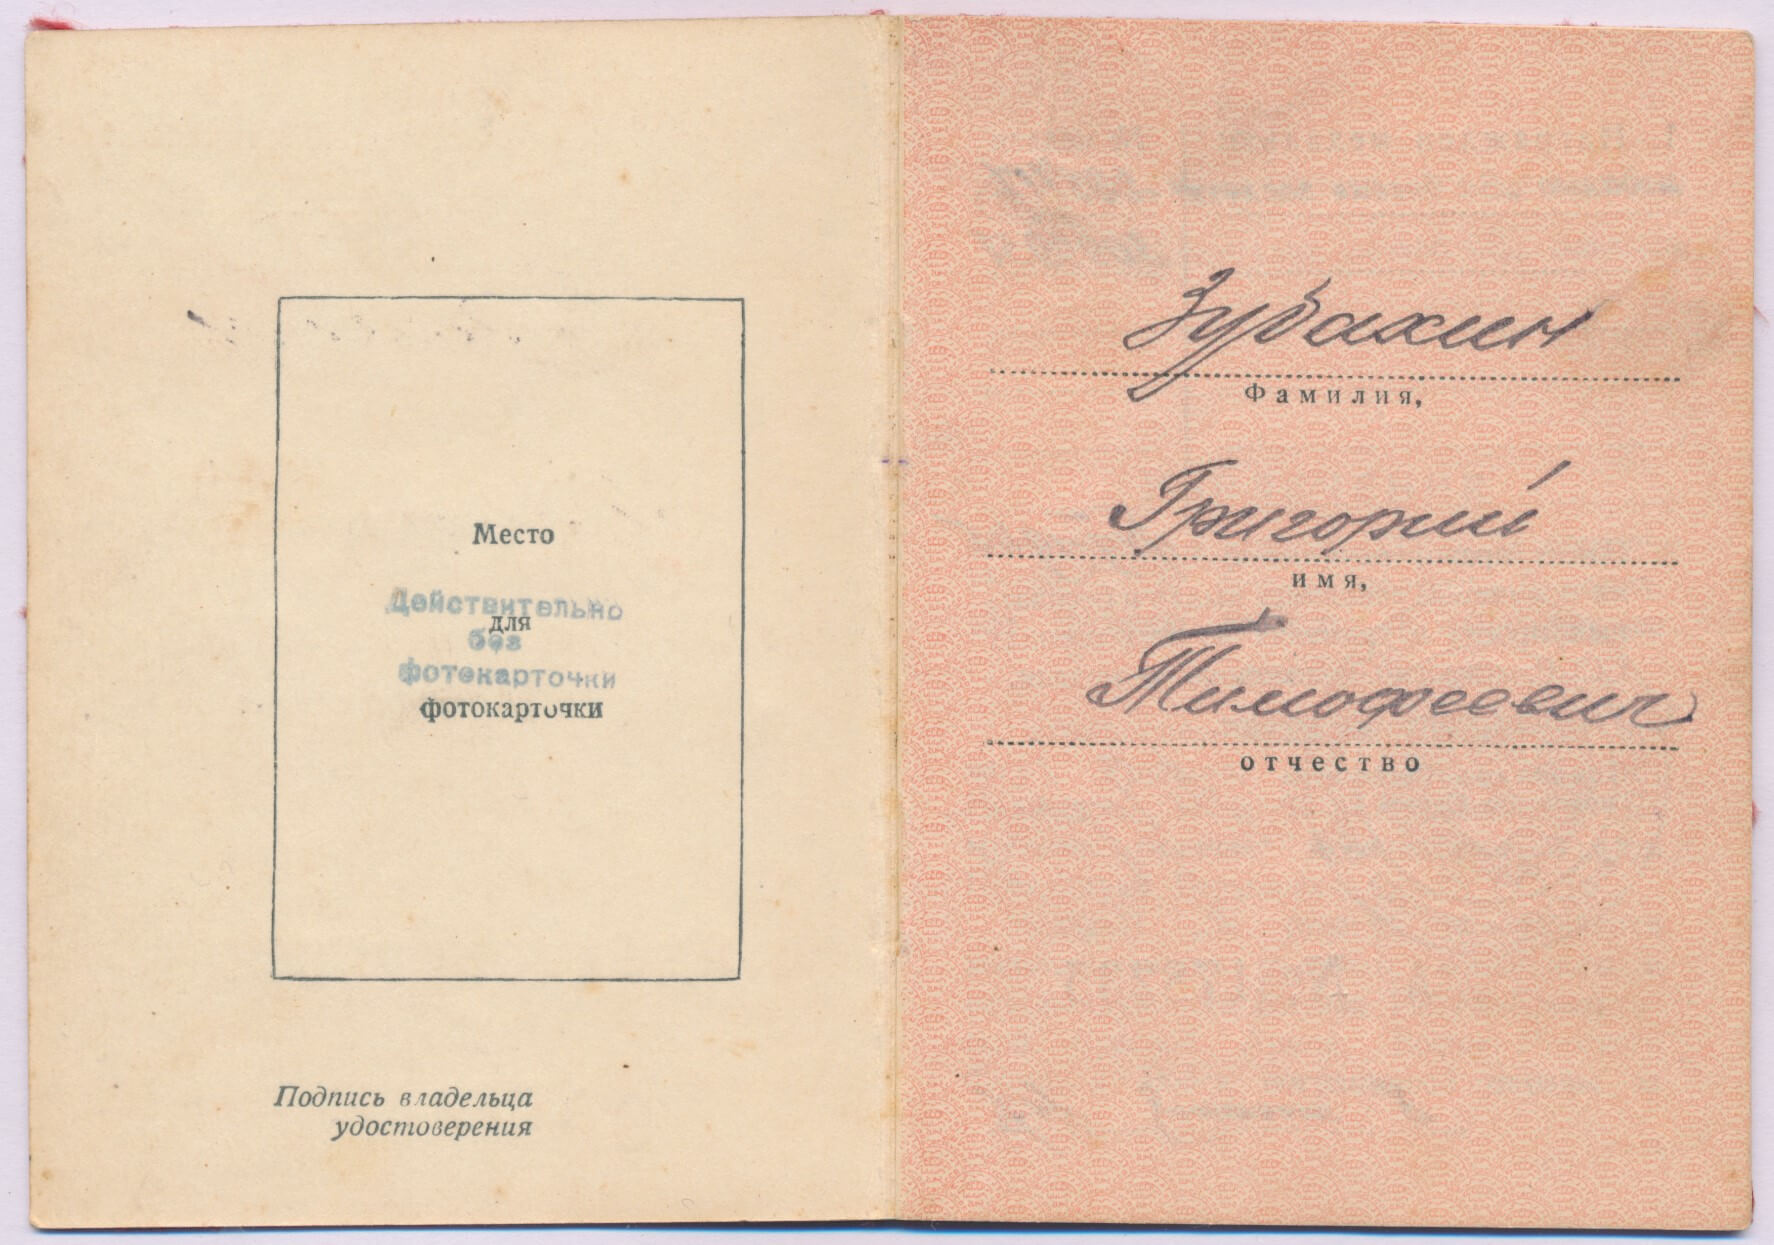 Место
Действительно
для
без
фотокарточки
фотокарточки
Подпись владельца
удостоверения
Зубахин
Фамилия,
Григорий
имя,
Тимофеевич
отчество